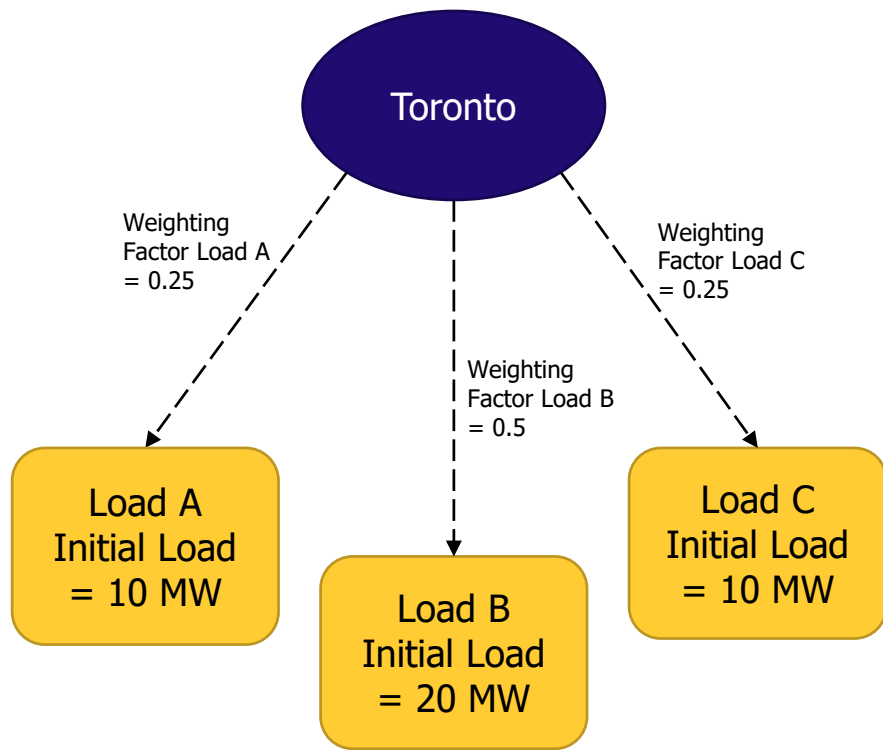 Toronto
Weighting
Factor Load A
= 0.25
Weighting
Factor Load C
= 0.25
Weighting
Factor Load B
= 0.5
Load A
Initial Load
= 10 MW
Load B
Initial Load
= 20 MW
Load C
Initial Load
= 10 MW